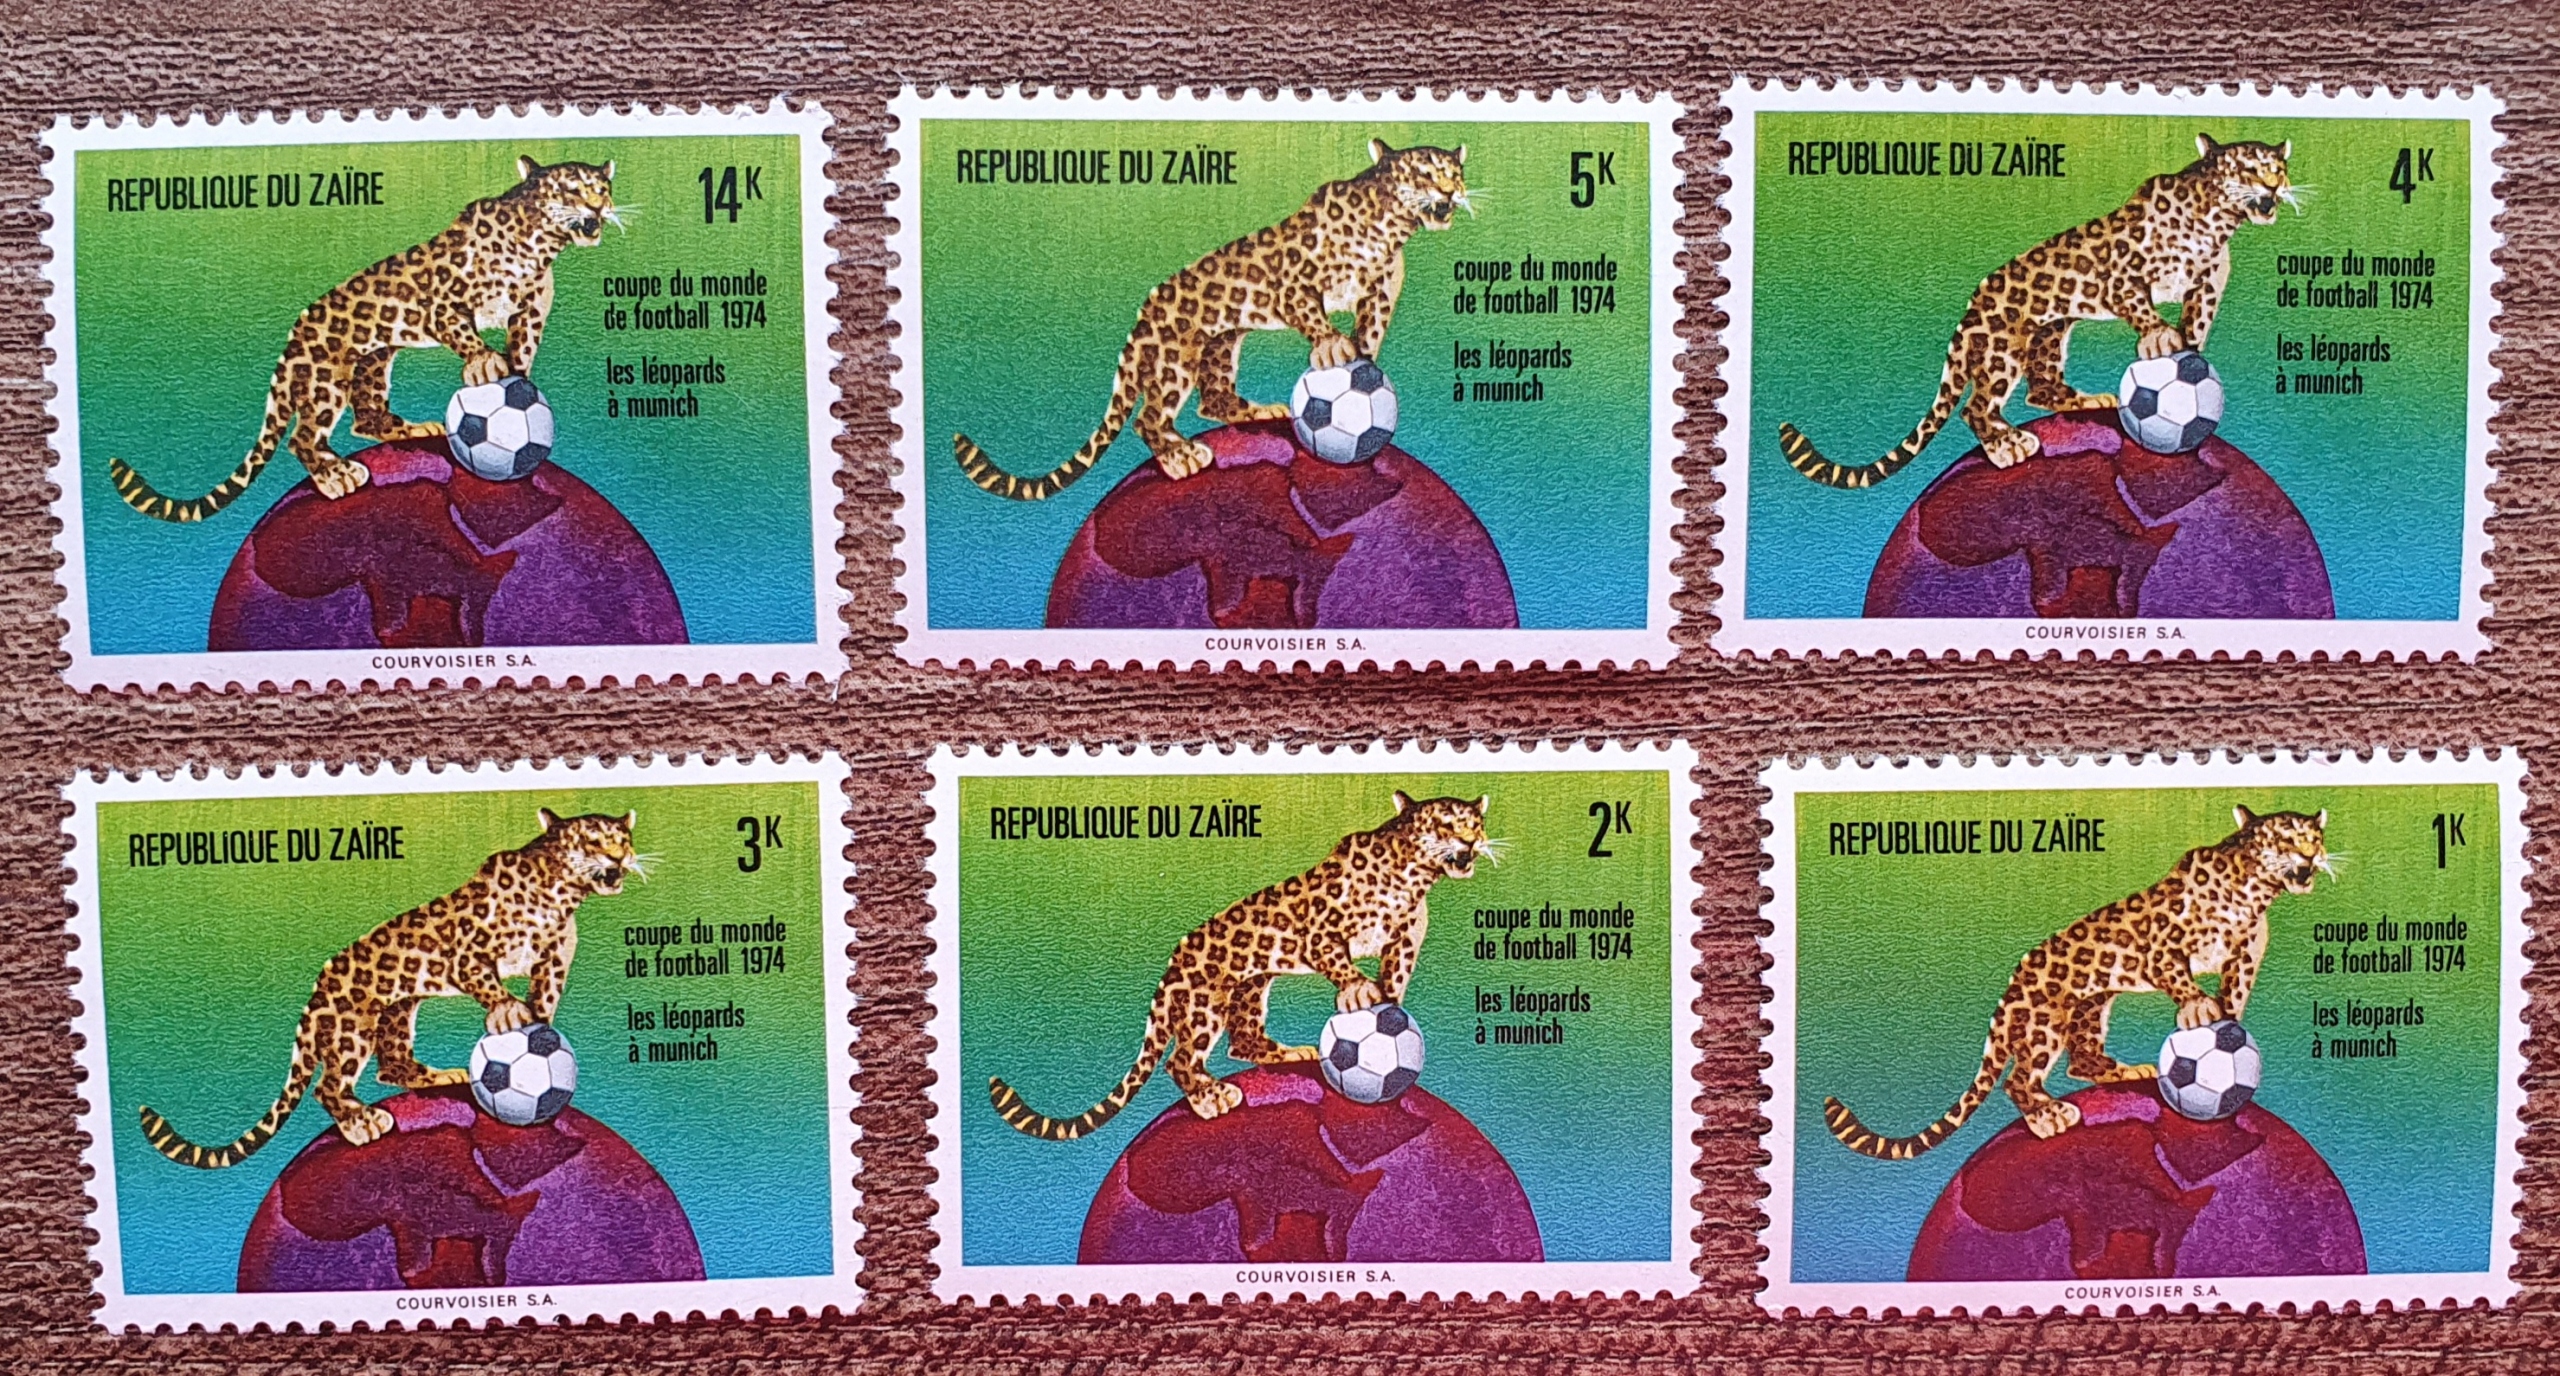 REPUBLIQUE DU ZAÏRE
14K
coupe du monde
de football 1974
les léopards
à munich
COURVOISIER S.A.
REPUBLIQUE DU ZAÏRE
5K
coupe du monde
de football 1974
les léopards
à munich
COURVOISIER S.A.
REPUBLIQUE DU ZAÏRE
4K
coupe du monde
de football 1974
les léopards
à munich
COURVOISIER S.A.
REPUBLIQUE DU ZAÏRE
3K
coupe du monde
de football 1974
les léopards
à munich
COURVOISIER S.A.
REPUBLIQUE DU ZAÏRE
2K
coupe du monde
de football 1974
les léopards
à munich
COURVOISIER S.A.
REPUBLIQUE DU ZAÏRE
1K
coupe du monde
de football 1974
les léopards
à munich
COURVOISIER S.A.